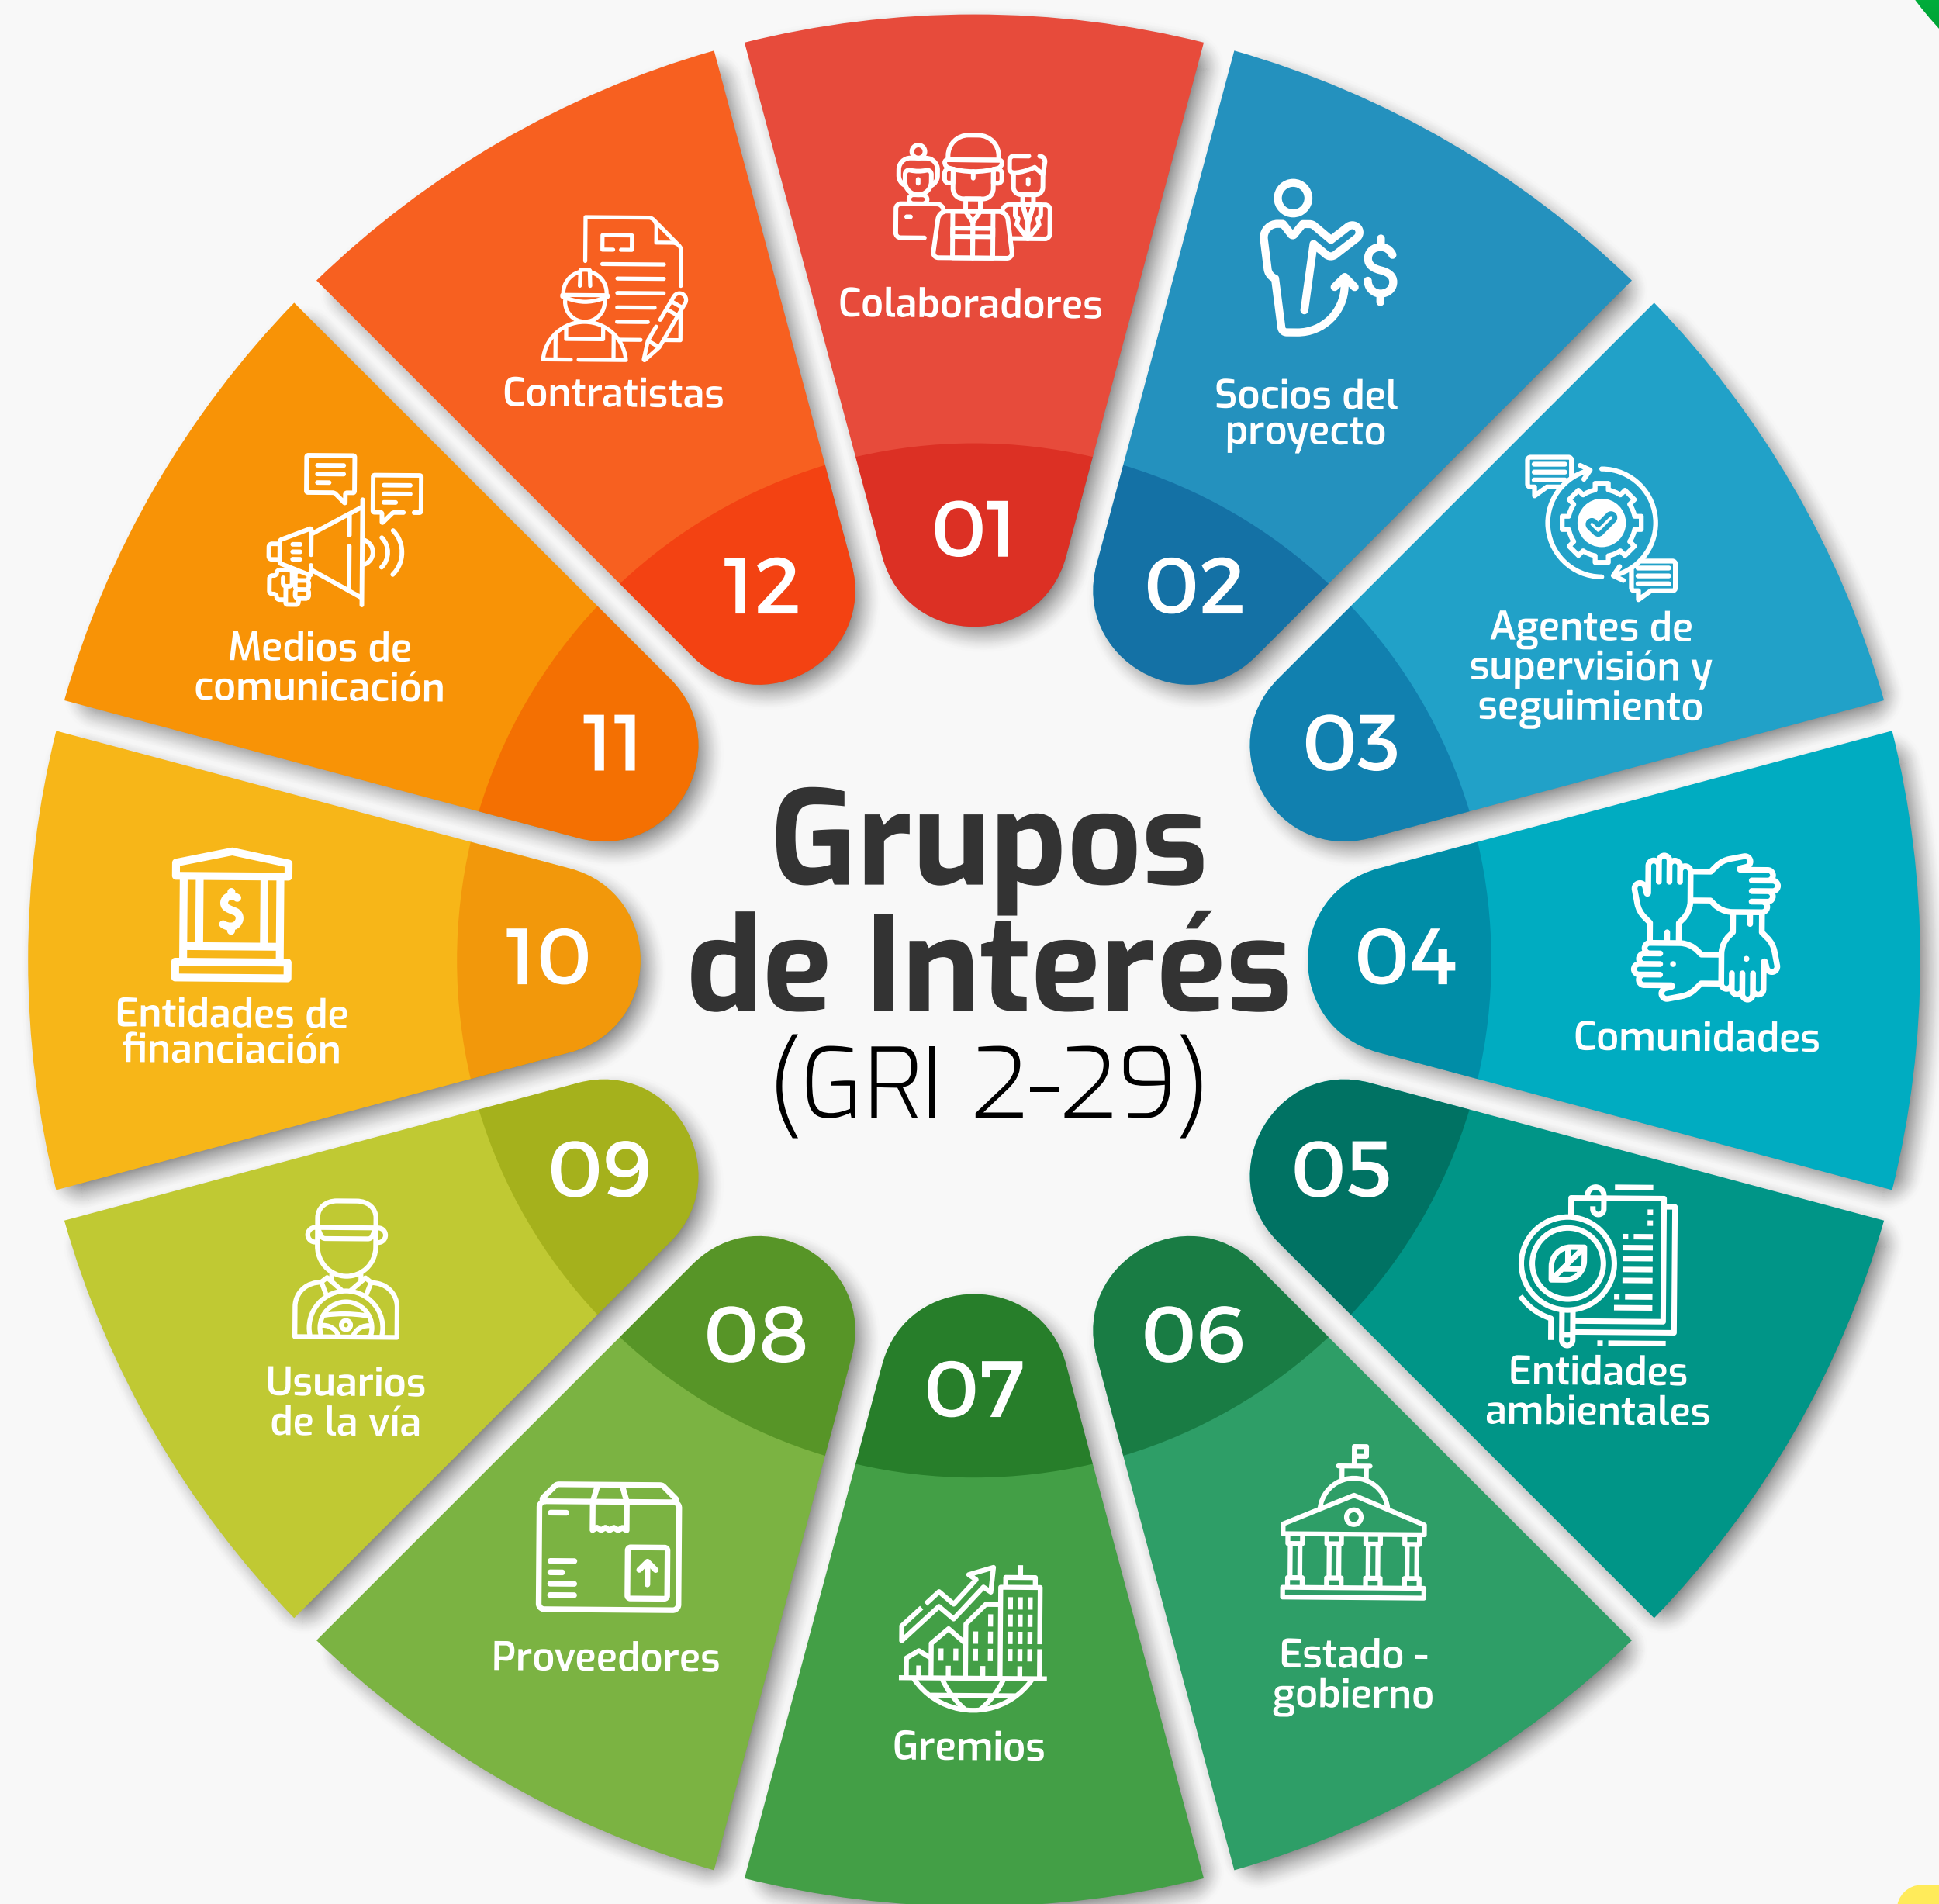 Grupos
de Interés
(GRI 2-29)
01
Colaboradores
02
Socios del
proyecto
03
Agentes de
supervisión y
seguimiento
04
Comunidades
05
Entidades
ambientales
06
Estado -
gobierno
07
Gremios
08
Proveedores
09
Usuarios
de la vía
10
Entidades de
financiación
11
Medios de
comunicación
12
Contratistas